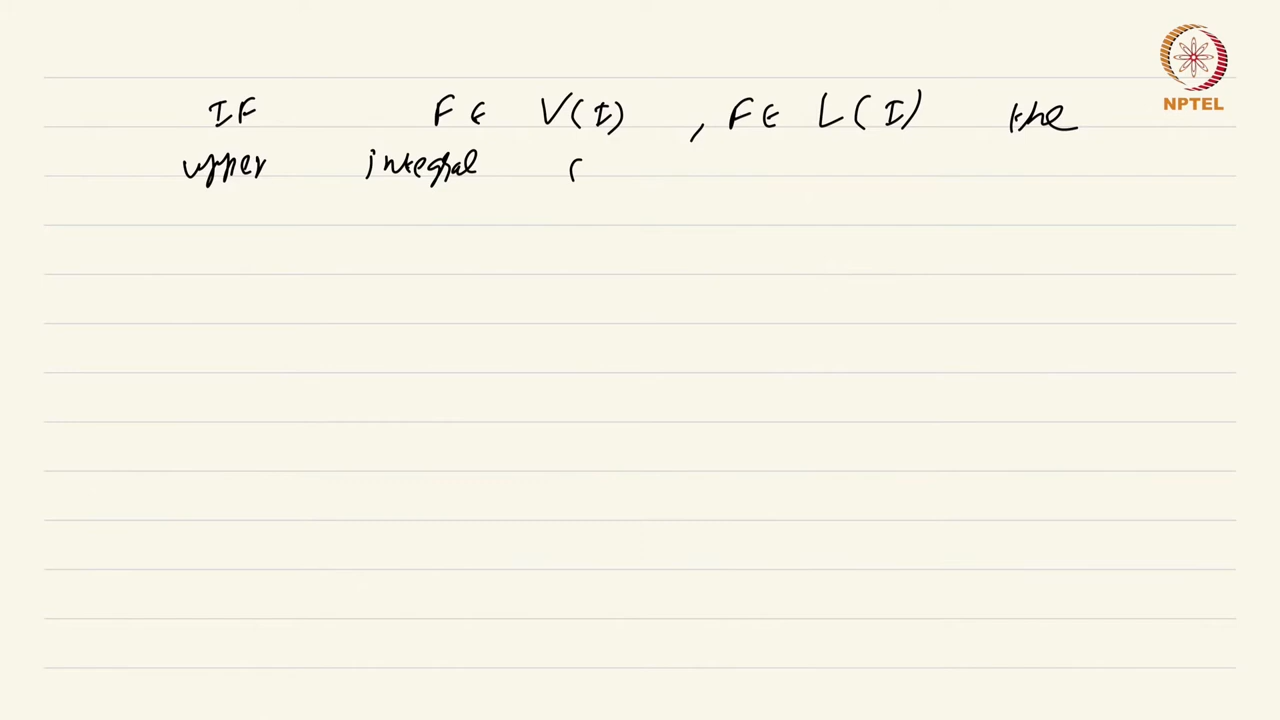 NPTEL
IF F ∈ V(I) , F ∈ L(I) the
upper integral (